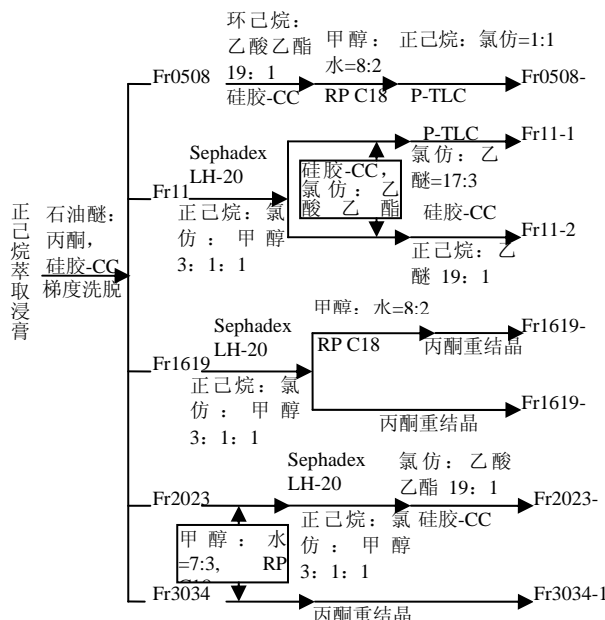 正己烷萃取浸膏
石油醚：
丙酮，
硅胶-CC
梯度洗脱
Fr0508
环己烷：
乙酸乙酯
19：1
硅胶-CC
甲醇：
水=8:2
RP C18
正己烷：氯仿=1:1
P-TLC
Fr0508-
Fr11
Sephadex
LH-20
正己烷：氯
仿：甲醇
3：1：1
硅胶-CC，
氯仿：乙
酸乙酯
P-TLC
氯仿：乙
醚=17:3
Fr11-1
硅胶-CC
正己烷：乙
醚 19：1
Fr11-2
Fr1619
Sephadex
LH-20
正己烷：氯
仿：甲醇
3：1：1
甲醇：水=8:2
RP C18
丙酮重结晶
Fr1619-
丙酮重结晶
Fr1619-
Fr2023
甲醇：水
=7:3, RP
Sephadex
LH-20
正己烷：氯
仿：甲醇
3：1：1
氯仿：乙酸
乙酯 19：1
硅胶-CC
Fr2023-
Fr3034
丙酮重结晶
Fr3034-1